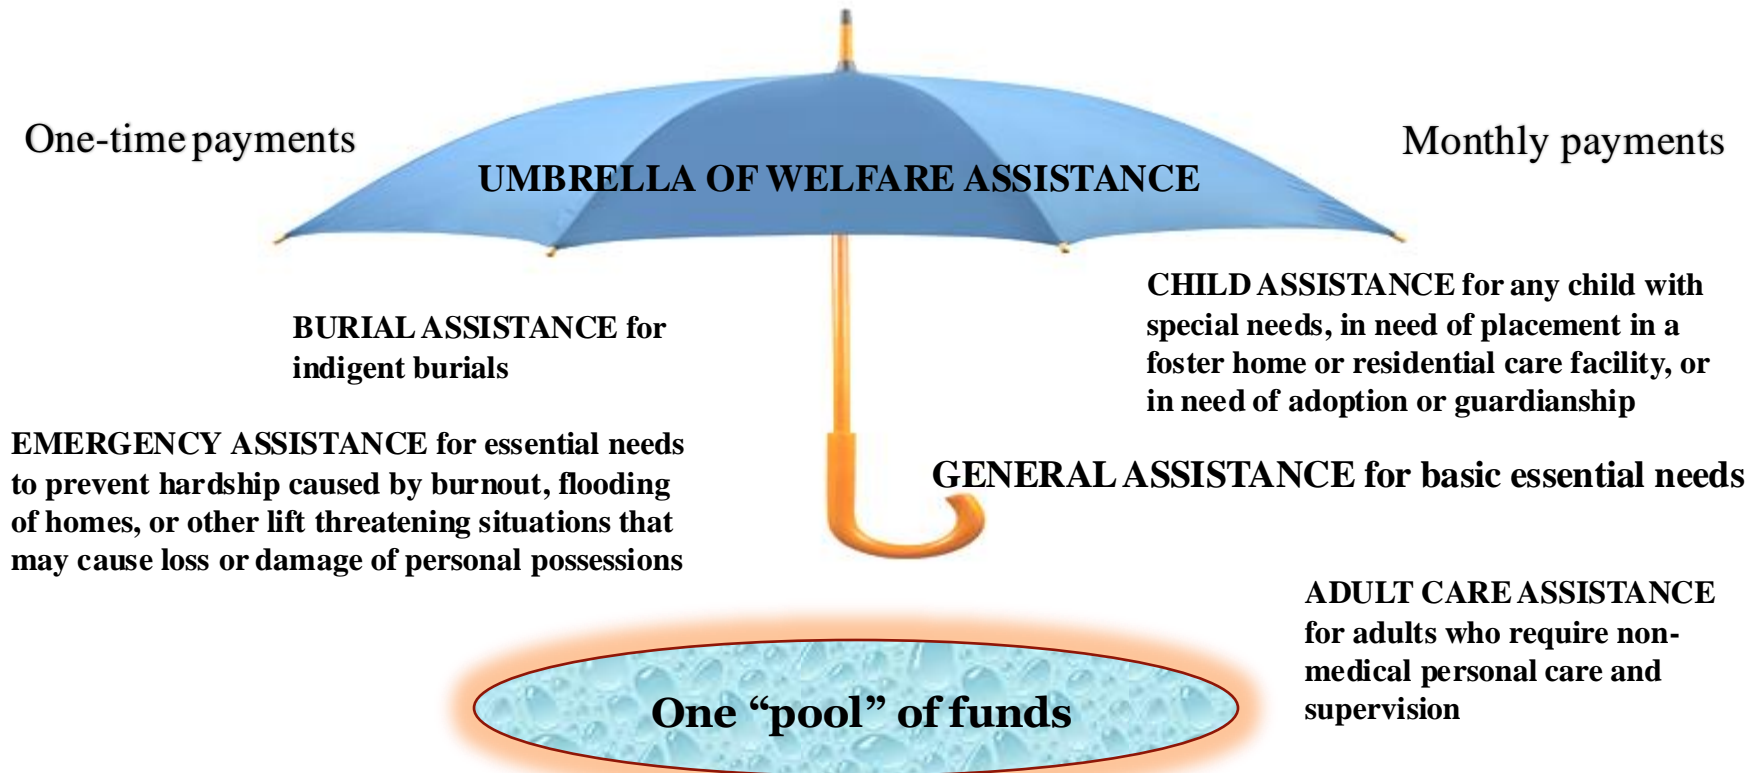 One-time payments
Monthly payments
UMBRELLA OF WELFARE ASSISTANCE
BURIAL ASSISTANCE for
indigent burials
EMERGENCY ASSISTANCE for essential needs
to prevent hardship caused by burnout, flooding
of homes, or other lift threatening situations that
may cause loss or damage of personal possessions
CHILD ASSISTANCE for any child with
special needs, in need of placement in a
foster home or residential care facility, or
in need of adoption or guardianship
GENERAL ASSISTANCE for basic essential needs
ADULT CARE ASSISTANCE
for adults who require non-
medical personal care and
supervision
One “pool” of funds